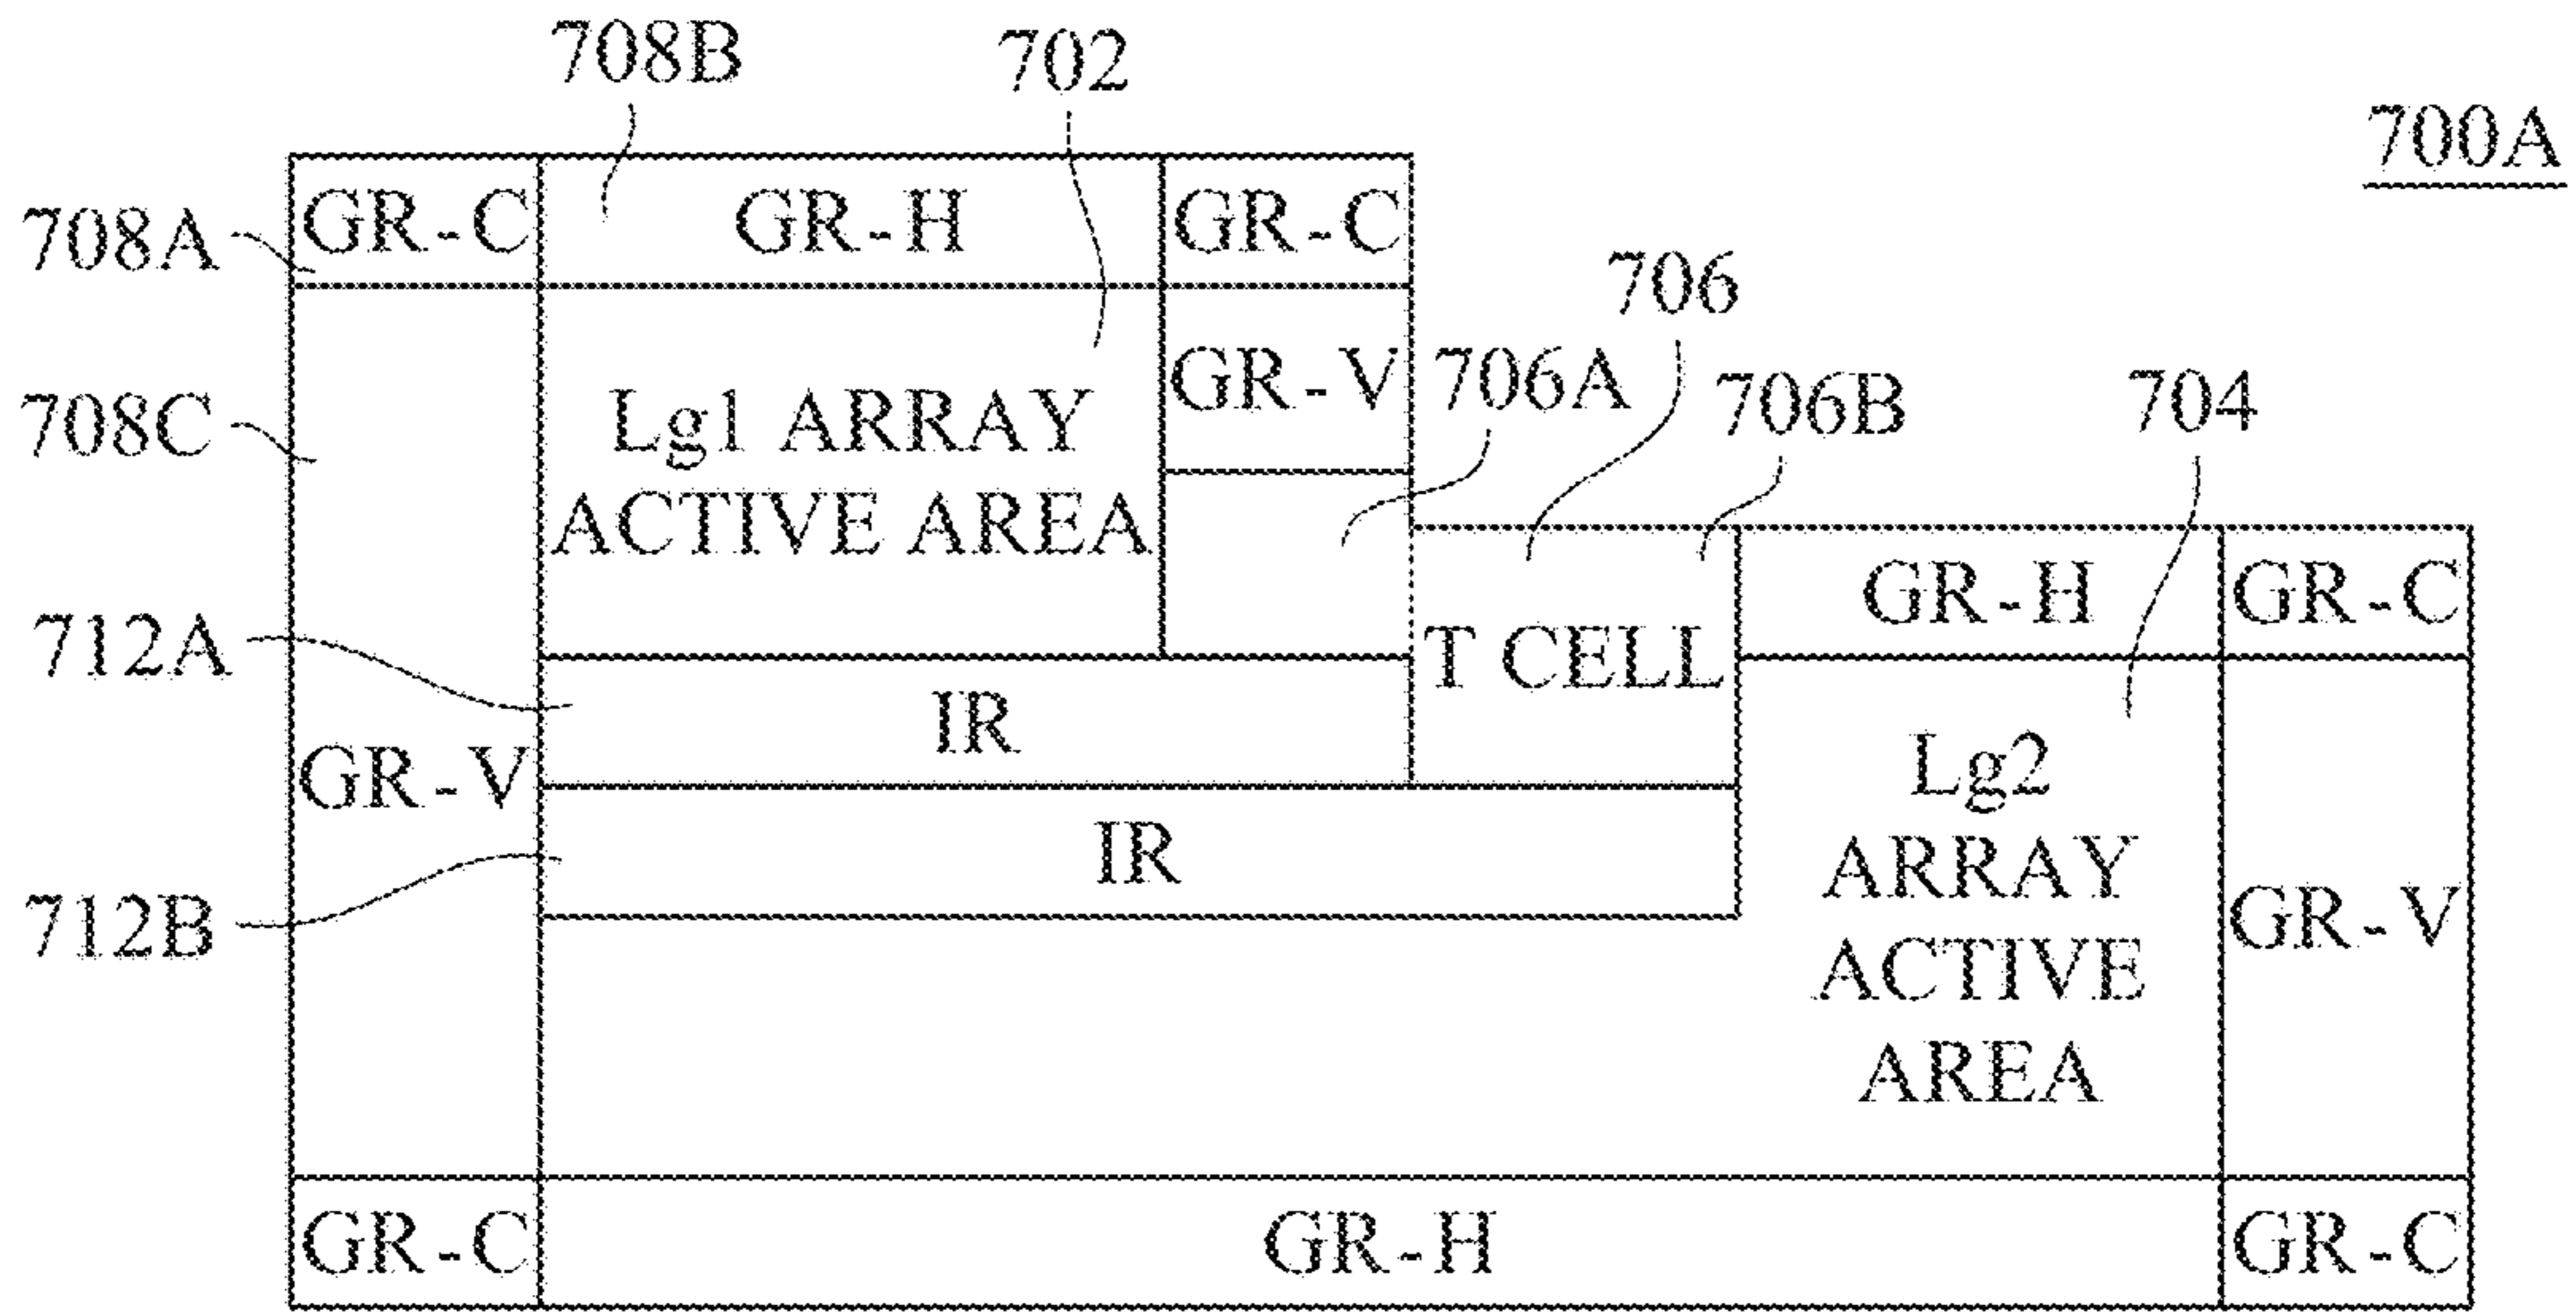 708B
702
700A
GR-C
GR-H
GR-C
708A
706
GR-V
706A
706B
704
708C
Lg1 ARRAY
ACTIVE AREA
GR-H
GR-C
712A
T CELL
IR
GR-V
Lg2
ARRAY
ACTIVE
AREA
IR
GR-V
712B
GR-C
GR-H
GR-C